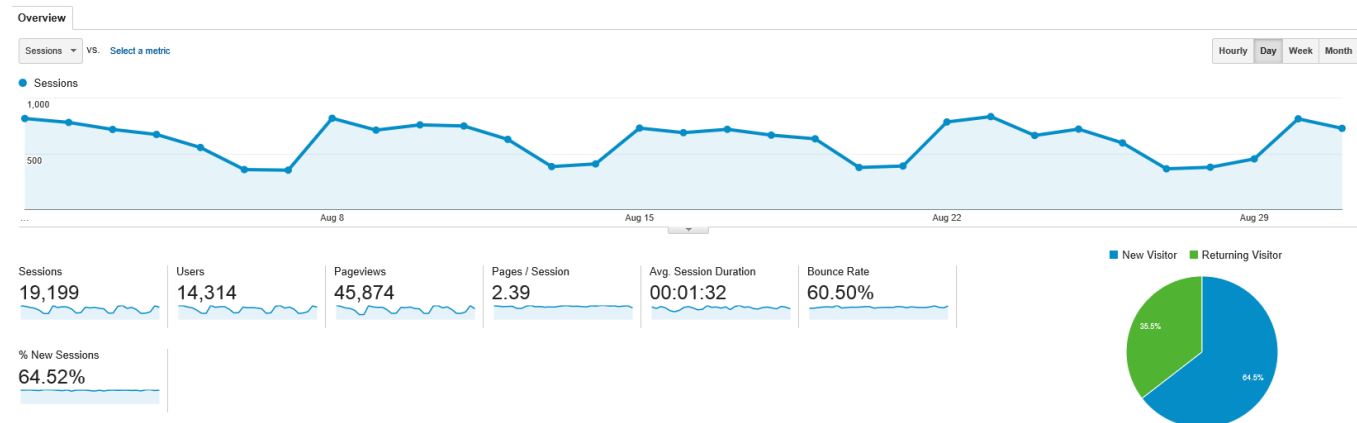 Overview
Sessions VS. Select a metric
Hourly Day Week Month
Sessions
1,000
500
... Aug 8 Aug 15 Aug 22 Aug 29
New Visitor Returning Visitor
Sessions Users Pageviews Pages / Session Avg. Session Duration Bounce Rate
19,199 14,314 45,874 2.39 00:01:32 60.50%
35.5%
64.5%
% New Sessions
64.52%